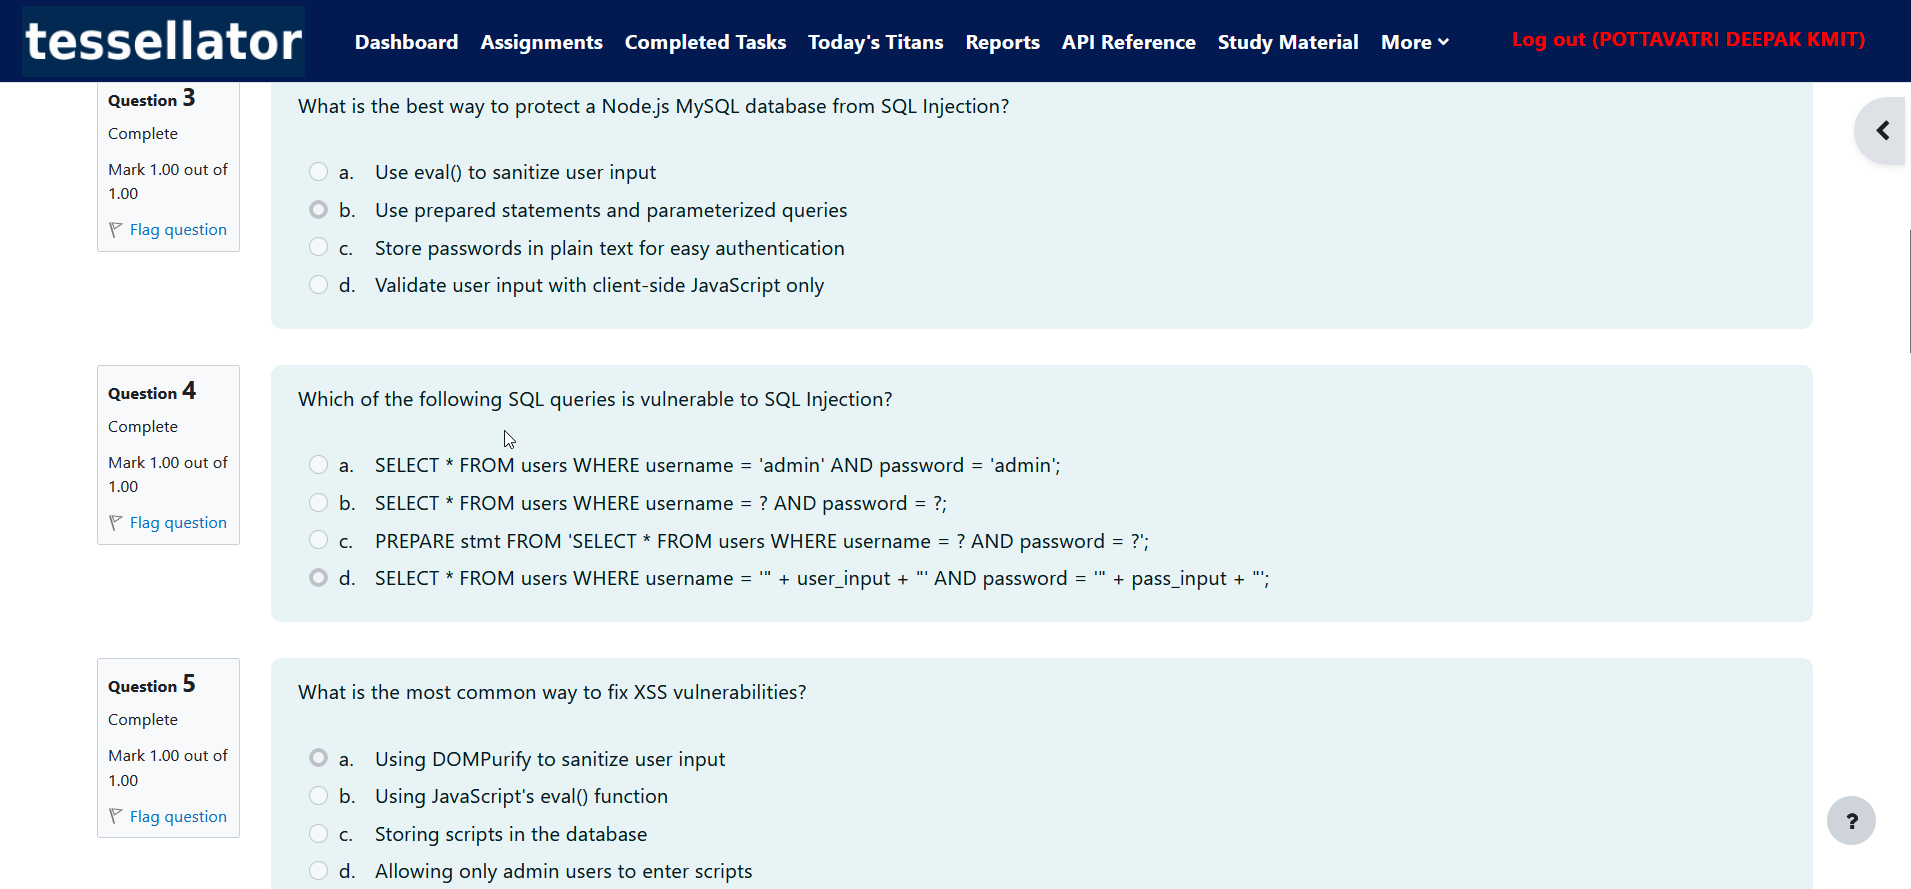 tessellator
Dashboard Assignments Completed Tasks Today's Titans Reports API Reference Study Material More Log out (POTTAVATRI DEEPAK KMIT)
Question 3
Complete
Mark 1.00 out of
1.00
Flag question
What is the best way to protect a Node.js MySQL database from SQL Injection?
a. Use eval() to sanitize user input
b. Use prepared statements and parameterized queries
c. Store passwords in plain text for easy authentication
d. Validate user input with client-side JavaScript only
Question 4
Complete
Mark 1.00 out of
1.00
Flag question
Which of the following SQL queries is vulnerable to SQL Injection?
a. SELECT * FROM users WHERE username = 'admin' AND password = 'admin';
b. SELECT * FROM users WHERE username = ? AND password = ?;
c. PREPARE stmt FROM 'SELECT * FROM users WHERE username = ? AND password = ?';
d. SELECT * FROM users WHERE username = '" + user_input + "' AND password = '" + pass_input + "';
Question 5
Complete
Mark 1.00 out of
1.00
Flag question
What is the most common way to fix XSS vulnerabilities?
a. Using DOMPurify to sanitize user input
b. Using JavaScript's eval() function
c. Storing scripts in the database
d. Allowing only admin users to enter scripts
?